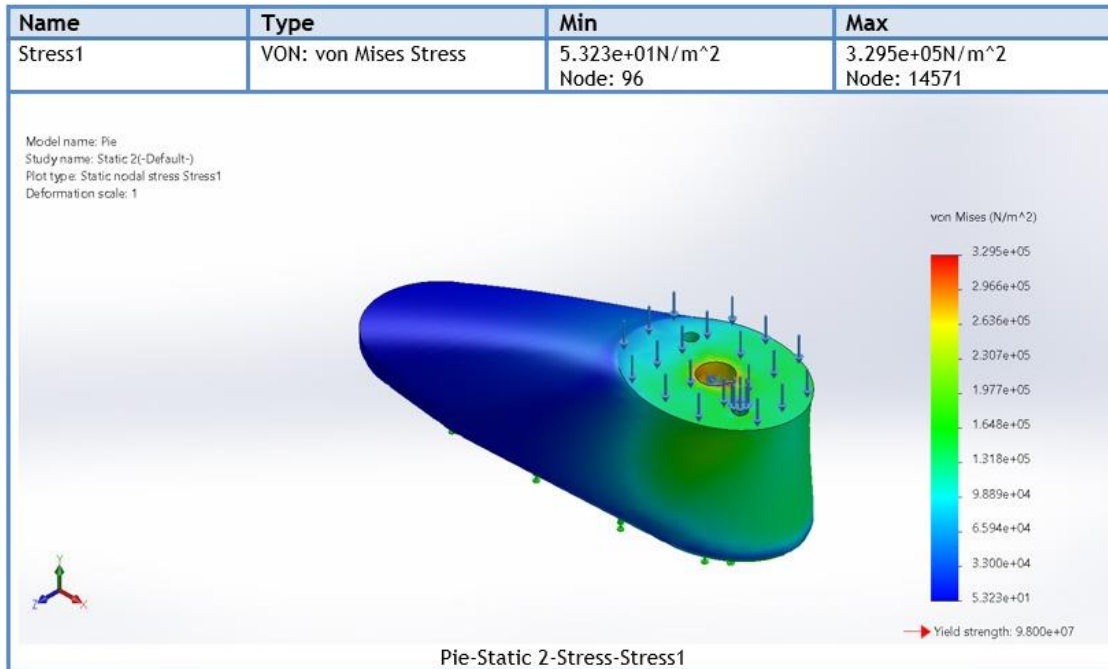 Name Type Min Max
Stress1 VON: von Mises Stress 5.323e+01N/m^2 3.295e+05N/m^2
Node: 96 Node: 14571
Model name: Pie
Study name: Static 2(-Default-)
Plot type: Static nodal stress Stress1
Deformation scale: 1
von Mises (N/m^2)
3.295e+05
2.966e+05
2.636e+05
2.307e+05
1.977e+05
1.648e+05
1.318e+05
9.889e+04
6.594e+04
3.300e+04
5.323e+01
Yield strength: 9.800e+07
Y
Z X
Pie-Static 2-Stress-Stress1